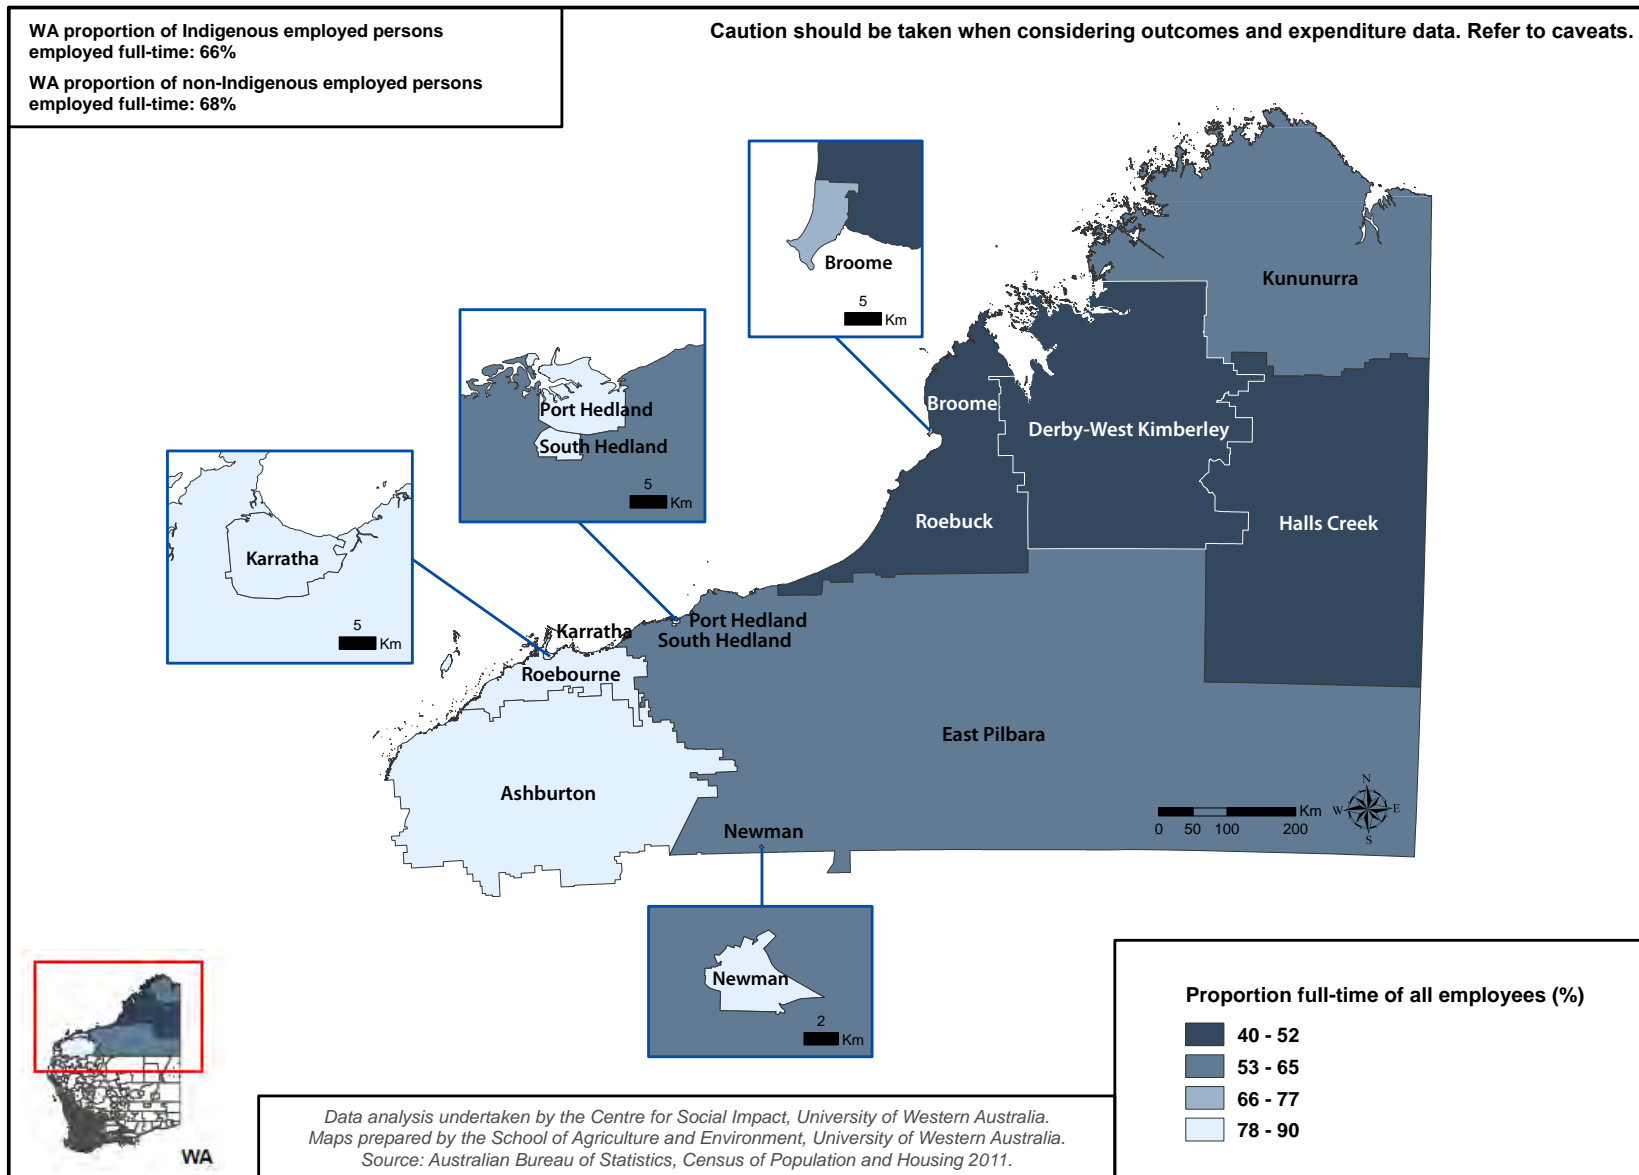 WA proportion of Indigenous employed persons
employed full-time: 66%
WA proportion of non-Indigenous employed persons
employed full-time: 68%
Caution should be taken when considering outcomes and expenditure data. Refer to caveats.
Broome
5
Km
Kununurra
Port Hedland
South Hedland
5
Km
Broome
Derby-West Kimberley
Karratha
5
Km
Roebuck
Halls Creek
Karratha
Port Hedland
South Hedland
Roebourne
East Pilbara
Ashburton
Newman
Km
0 50 100 200
N
W E
S
Newman
2
Km
WA
Proportion full-time of all employees (%)
40 - 52
53 - 65
66 - 77
78 - 90
Data analysis undertaken by the Centre for Social Impact, University of Western Australia.
Maps prepared by the School of Agriculture and Environment, University of Western Australia.
Source: Australian Bureau of Statistics, Census of Population and Housing 2011.